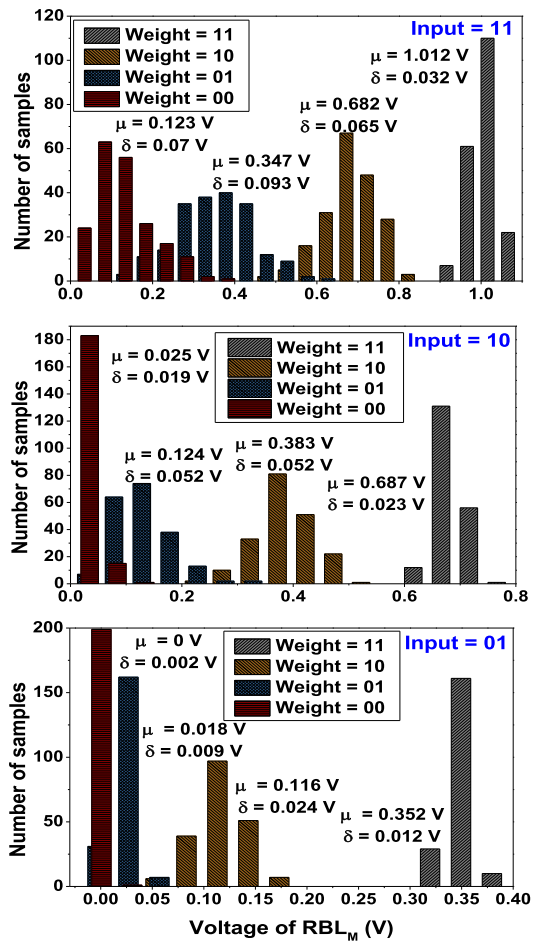 Input = 11
Weight = 11
Weight = 10
Weight = 01
Weight = 00
μ = 1.012 V
δ = 0.032 V
μ = 0.682 V
δ = 0.065 V
μ = 0.123 V
δ = 0.07 V
μ = 0.347 V
δ = 0.093 V
Number of samples
120
100
80
60
40
20
0
0.0 0.2 0.4 0.6 0.8 1.0
Input = 10
Weight = 11
Weight = 10
Weight = 01
Weight = 00
μ = 0.025 V
δ = 0.019 V
μ = 0.124 V
δ = 0.052 V
μ = 0.383 V
δ = 0.052 V
μ = 0.687 V
δ = 0.023 V
Number of samples
180
160
140
120
100
80
60
40
20
0
0.0 0.2 0.4 0.6 0.8
Input = 01
Weight = 11
Weight = 10
Weight = 01
Weight = 00
μ = 0 V
δ = 0.002 V
μ = 0.018 V
δ = 0.009 V
μ = 0.116 V
δ = 0.024 V
μ = 0.352 V
δ = 0.012 V
Number of samples
200
150
100
50
0
0.00 0.05 0.10 0.15 0.20 0.25 0.30 0.35 0.40
Voltage of RBL_M (V)